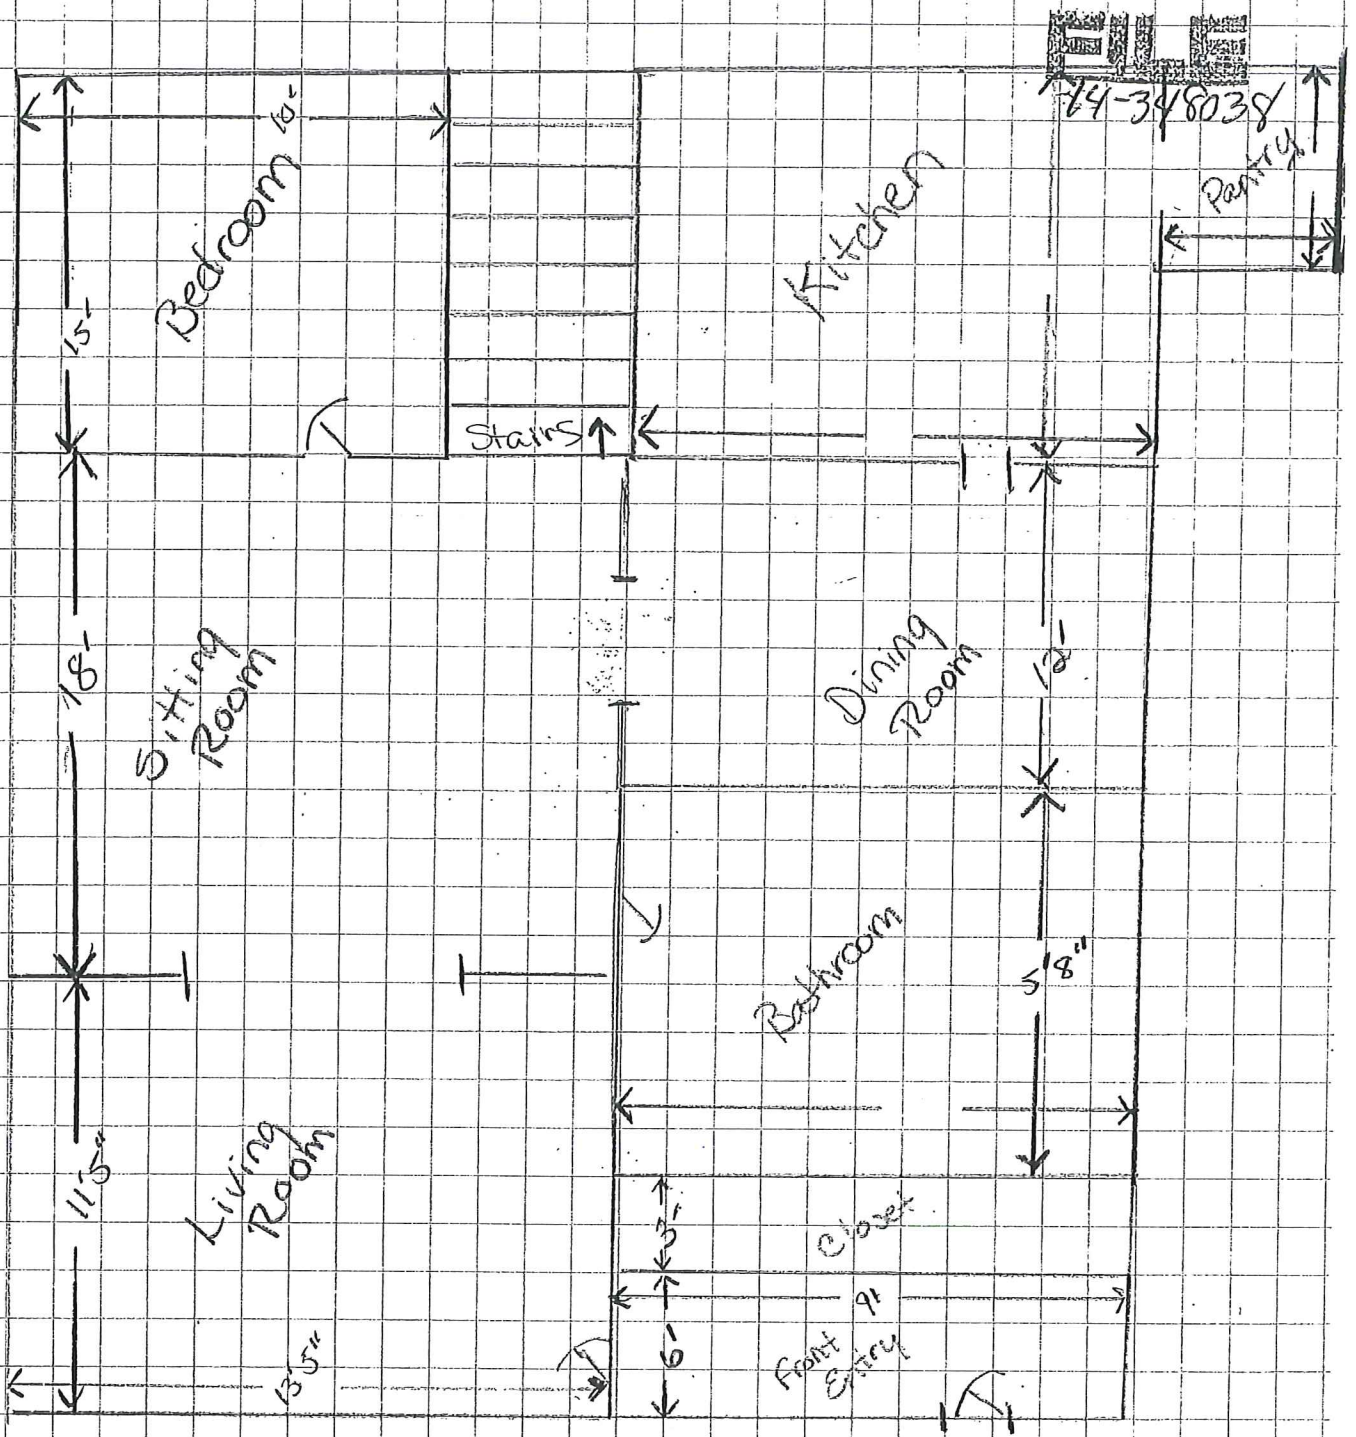 FILE
14-348038
10'
Bedroom
15'
Stairs
Kitchen
Pantry
18'
Sitting
Room
Dining
Room
12'
Bathroom
5'8"
11'5"
Living
Room
13'5"
3'
Closet
9'
6'
Front
Entry